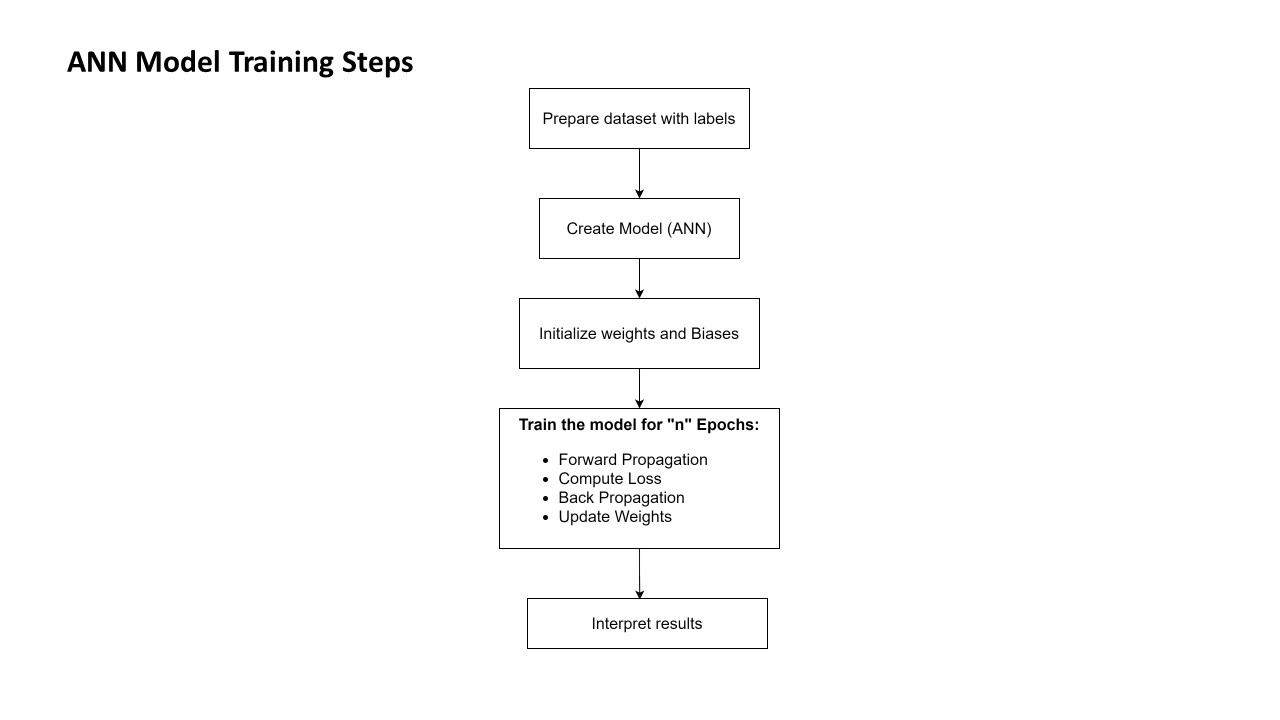 ANN Model Training Steps
Prepare dataset with labels
Create Model (ANN)
Initialize weights and Biases
Train the model for "n" Epochs:
• Forward Propagation
• Compute Loss
• Back Propagation
• Update Weights
Interpret results